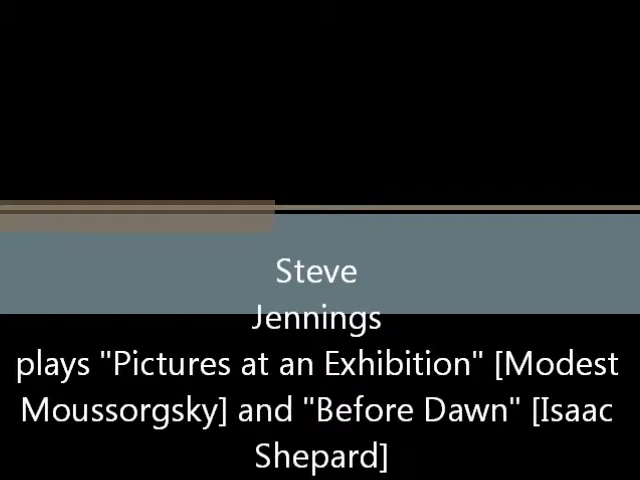 Steve
Jennings
plays "Pictures at an Exhibition" [Modest
Moussorgsky] and "Before Dawn" [Isaac
Shepard]